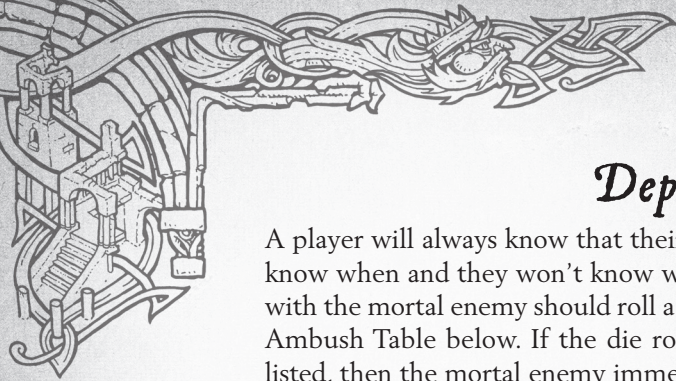 Dep
A player will always know that thei
know when and they won't know w
with the mortal enemy should roll a
Ambush Table below. If the die ro
listed, then the mortal enemy imme